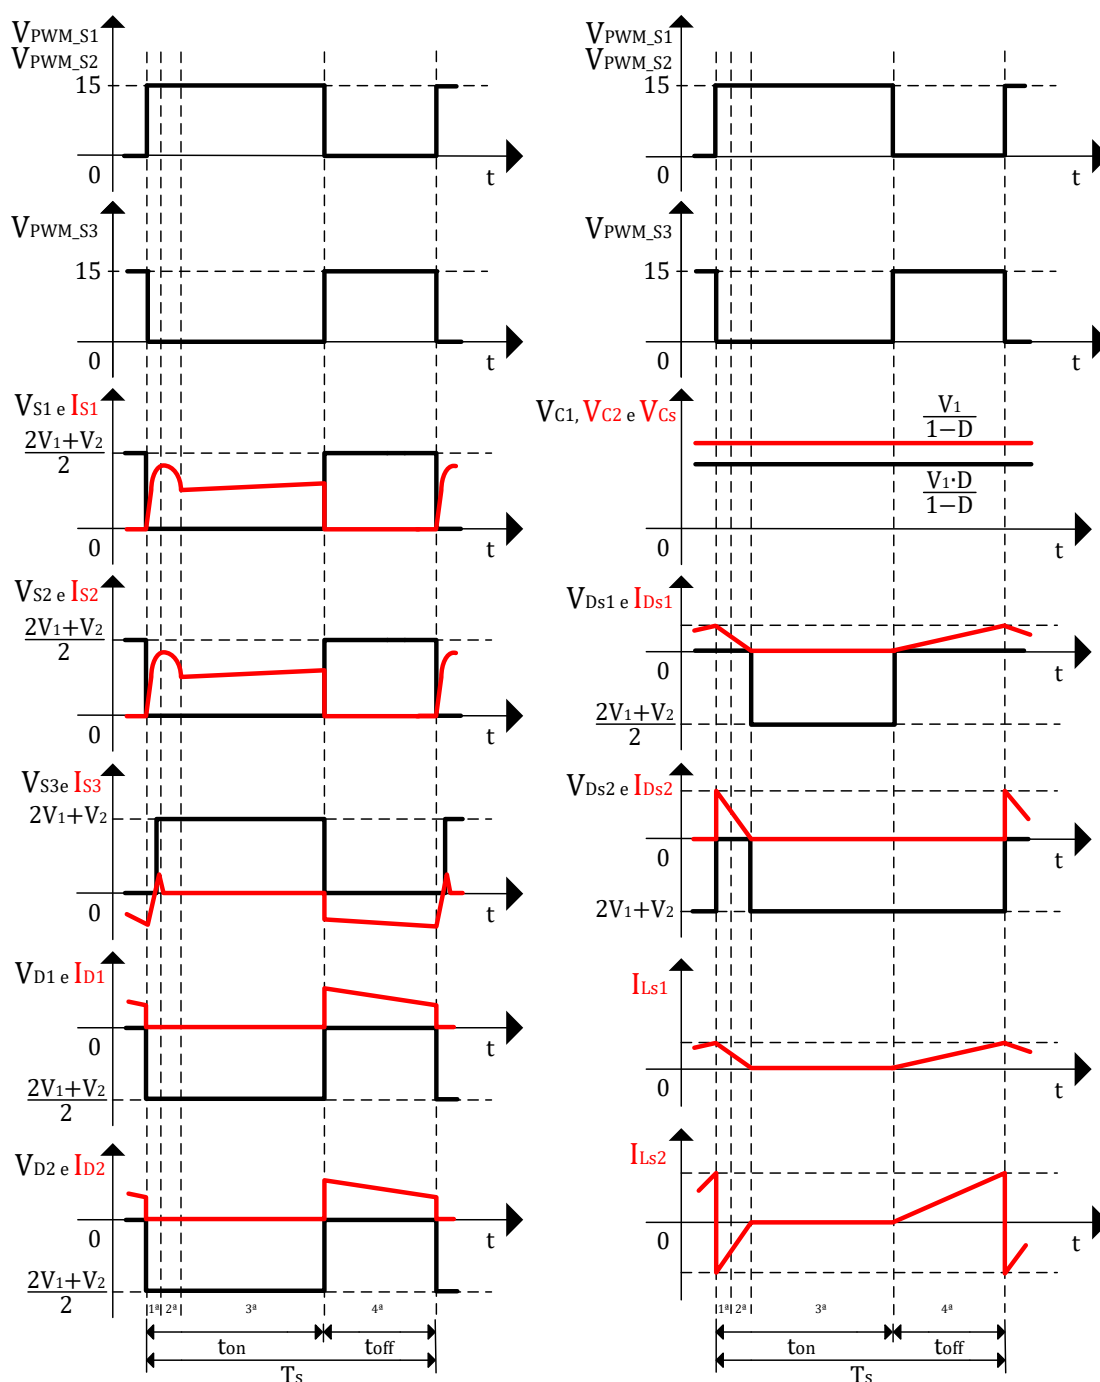 VPWM_S1
VPWM_S2
15
0
t
VPWM_S3
15
0
t
VS1 e IS1
2V1+V2
2
0
t
VS2 e IS2
2V1+V2
2
0
t
VS3e IS3
2V1+V2
0
t
VD1 e ID1
0
t
2V1+V2
2
VD2 e ID2
0
t
2V1+V2
2
1ª 2ª 3ª 4ª
ton toff
Ts
VPWM_S1
VPWM_S2
15
0
t
VPWM_S3
15
0
t
VC1, VC2 e VCs
V1
1−D
V1·D
1−D
0
t
VDs1 e IDs1
0
t
2V1+V2
2
VDs2 e IDs2
0
t
2V1+V2
ILs1
0
t
ILs2
0
t
1ª 2ª 3ª 4ª
ton toff
Ts